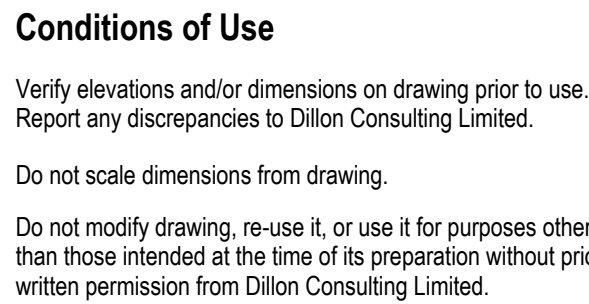 Conditions of Use
Verify elevations and/or dimensions on drawing prior to use.
Report any discrepancies to Dillon Consulting Limited.
Do not scale dimensions from drawing.
Do not modify drawing, re-use it, or use it for purposes other
than those intended at the time of its preparation without prior
written permission from Dillon Consulting Limited.